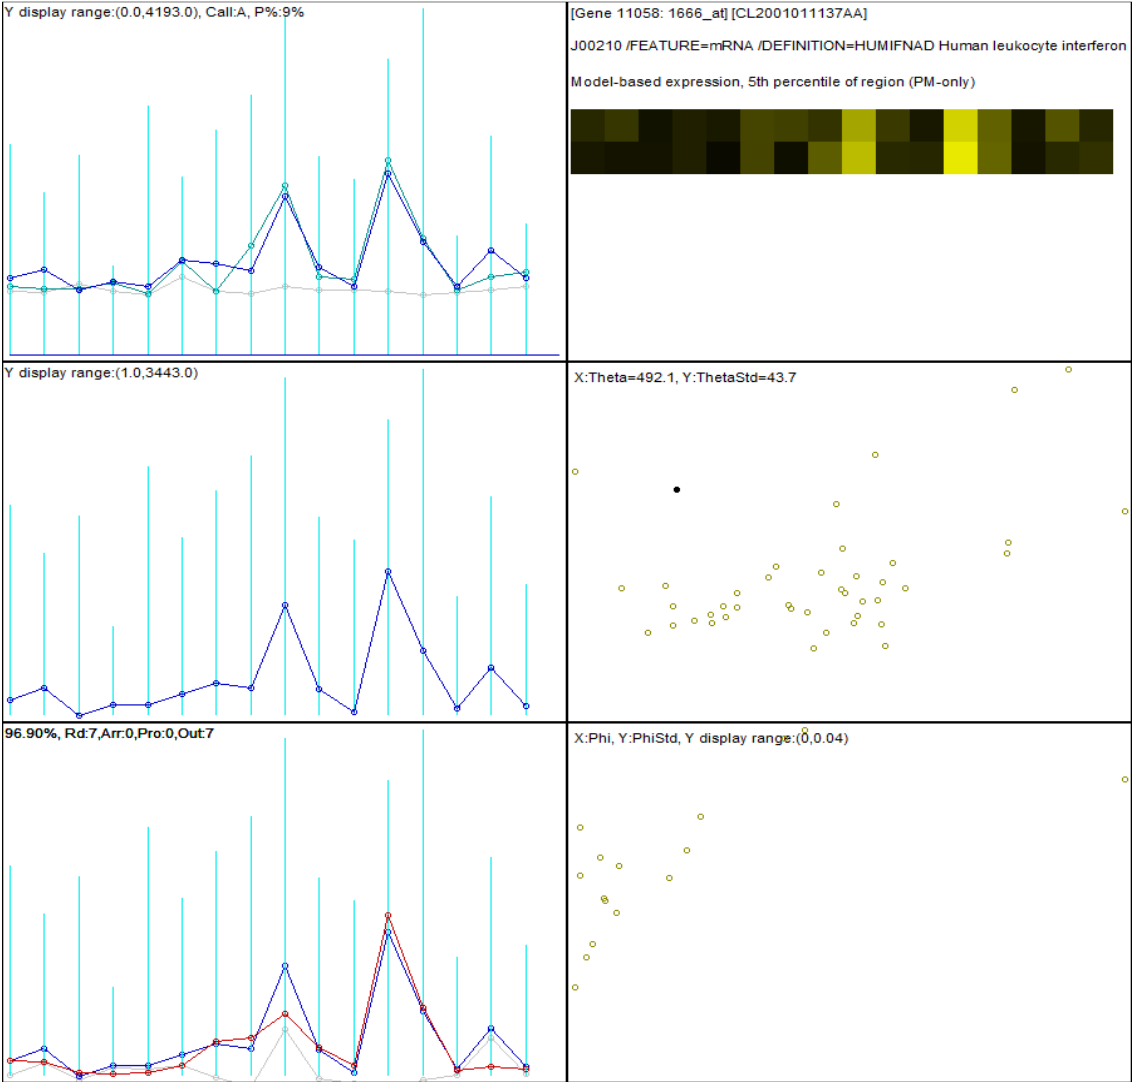 Y display range:(0.0,4193.0), Call:A, P%:9%
[Gene 11058: 1666_at] [CL2001011137AA]
J00210 /FEATURE=mRNA /DEFINITION=HUMIFNAD Human leukocyte interferon
Model-based expression, 5th percentile of region (PM-only)
Y display range:(1.0,3443.0)
X:Theta=492.1, Y:ThetaStd=43.7
96.90%, Rd:7,Arr:0,Pro:0,Out:7
X:Phi, Y:PhiStd, Y display range:(0,0.04)